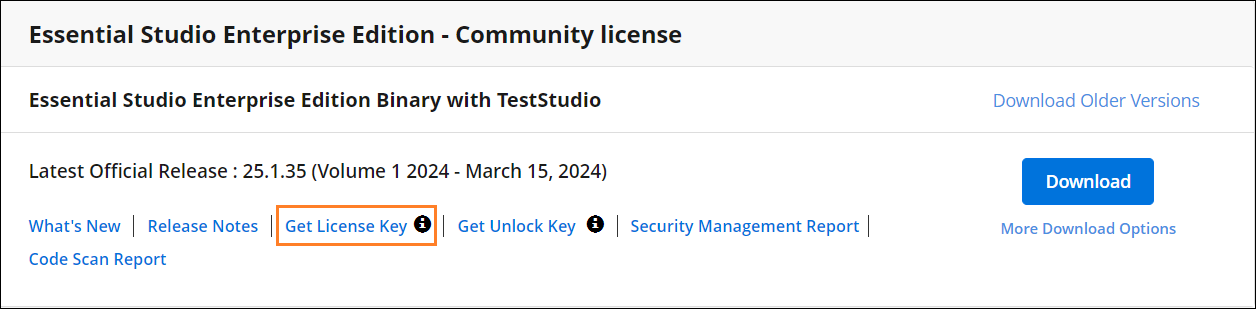 Essential Studio Enterprise Edition - Community license
Essential Studio Enterprise Edition Binary with TestStudio
Download Older Versions
Latest Official Release : 25.1.35 (Volume 1 2024 - March 15, 2024)
Download
What's New | Release Notes | Get License Key | Get Unlock Key | Security Management Report |
More Download Options
Code Scan Report